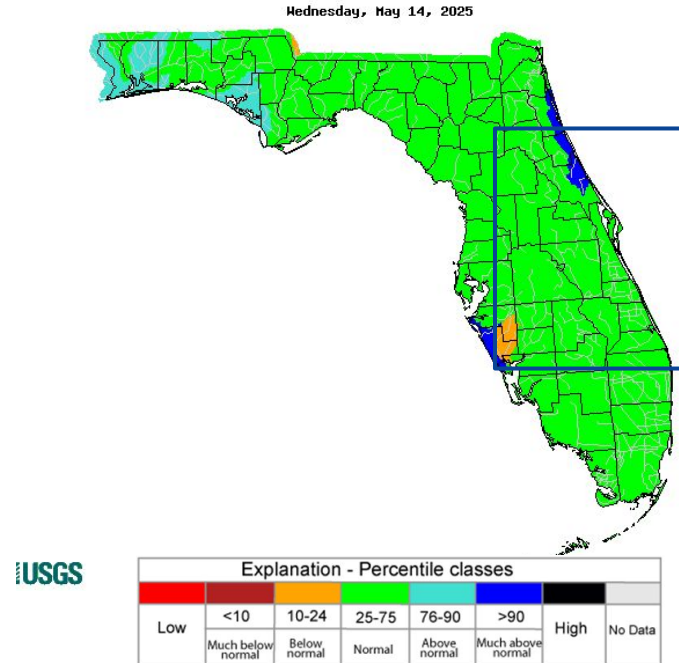 Wednesday, May 14, 2025
USGS
Explanation - Percentile classes
Low
<10
10-24
25-75
76-90
>90
High
No Data
Much below
normal
Below
normal
Normal
Above
normal
Much above
normal